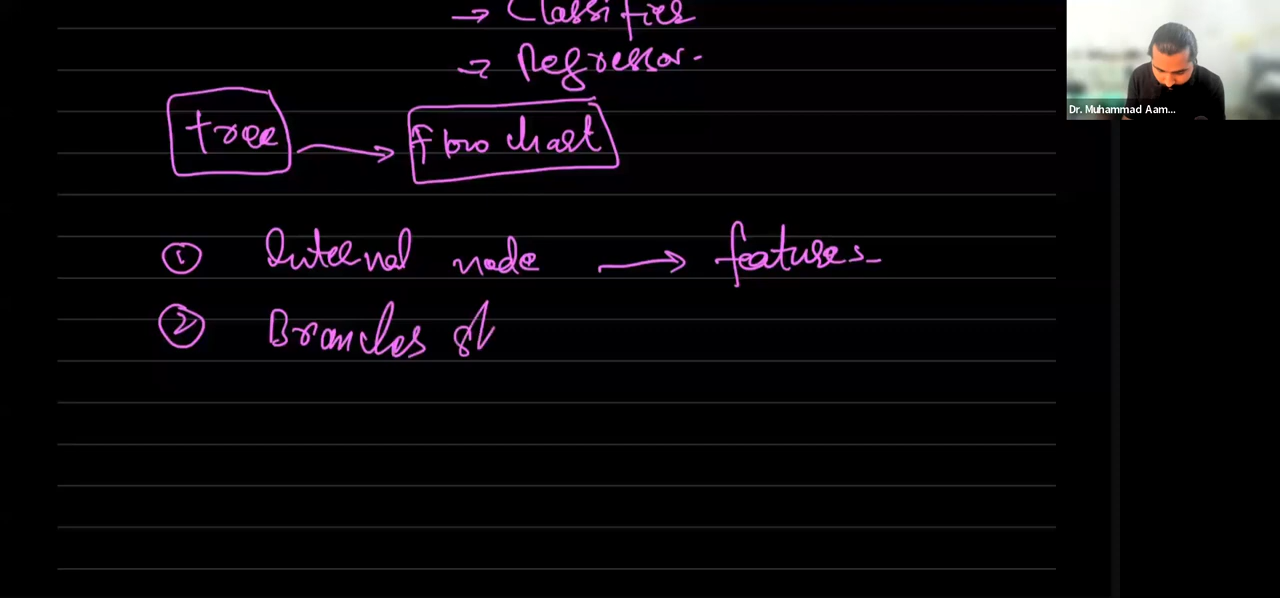 → Classifier
→ Regressor.
tree → flow chart
① Internal node → features
② Branches
Dr. Muhammad Aam...